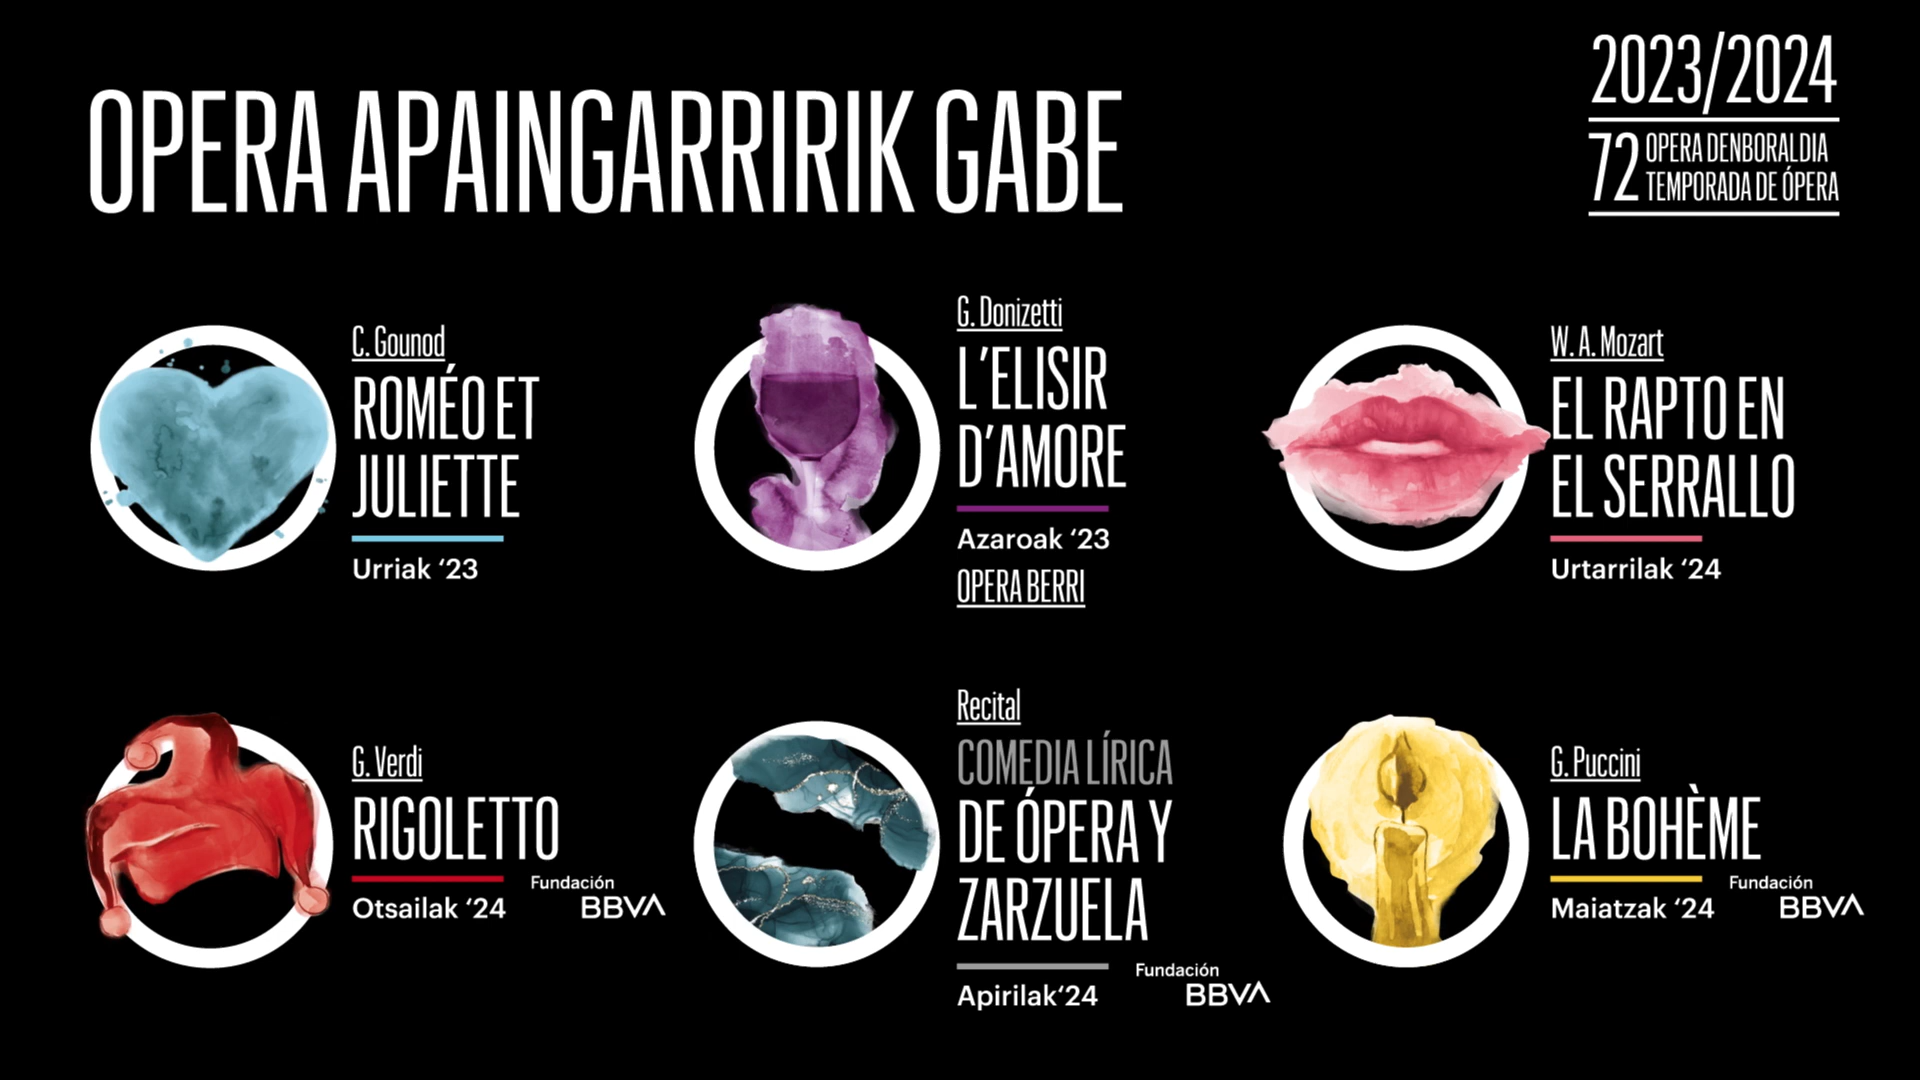 OPERA APAINGARRIRIK GABE
2023/2024
72 OPERA DENBORALDIA
TEMPORADA DE ÓPERA
C. Gounod
ROMÉO ET
JULIETTE
Urriak ‘23
G. Donizetti
L’ELISIR
D’AMORE
Azaroak ‘23
OPERA BERRI
W. A. Mozart
EL RAPTO EN
EL SERRALLO
Urtarrilak ‘24
G. Verdi
RIGOLETTO
Otsailak ‘24
Fundación
BBVA
Recital
COMEDIA LÍRICA
DE ÓPERA Y
ZARZUELA
Apirilak‘24
Fundación
BBVA
G. Puccini
LA BOHÈME
Maiatzak ‘24
Fundación
BBVA